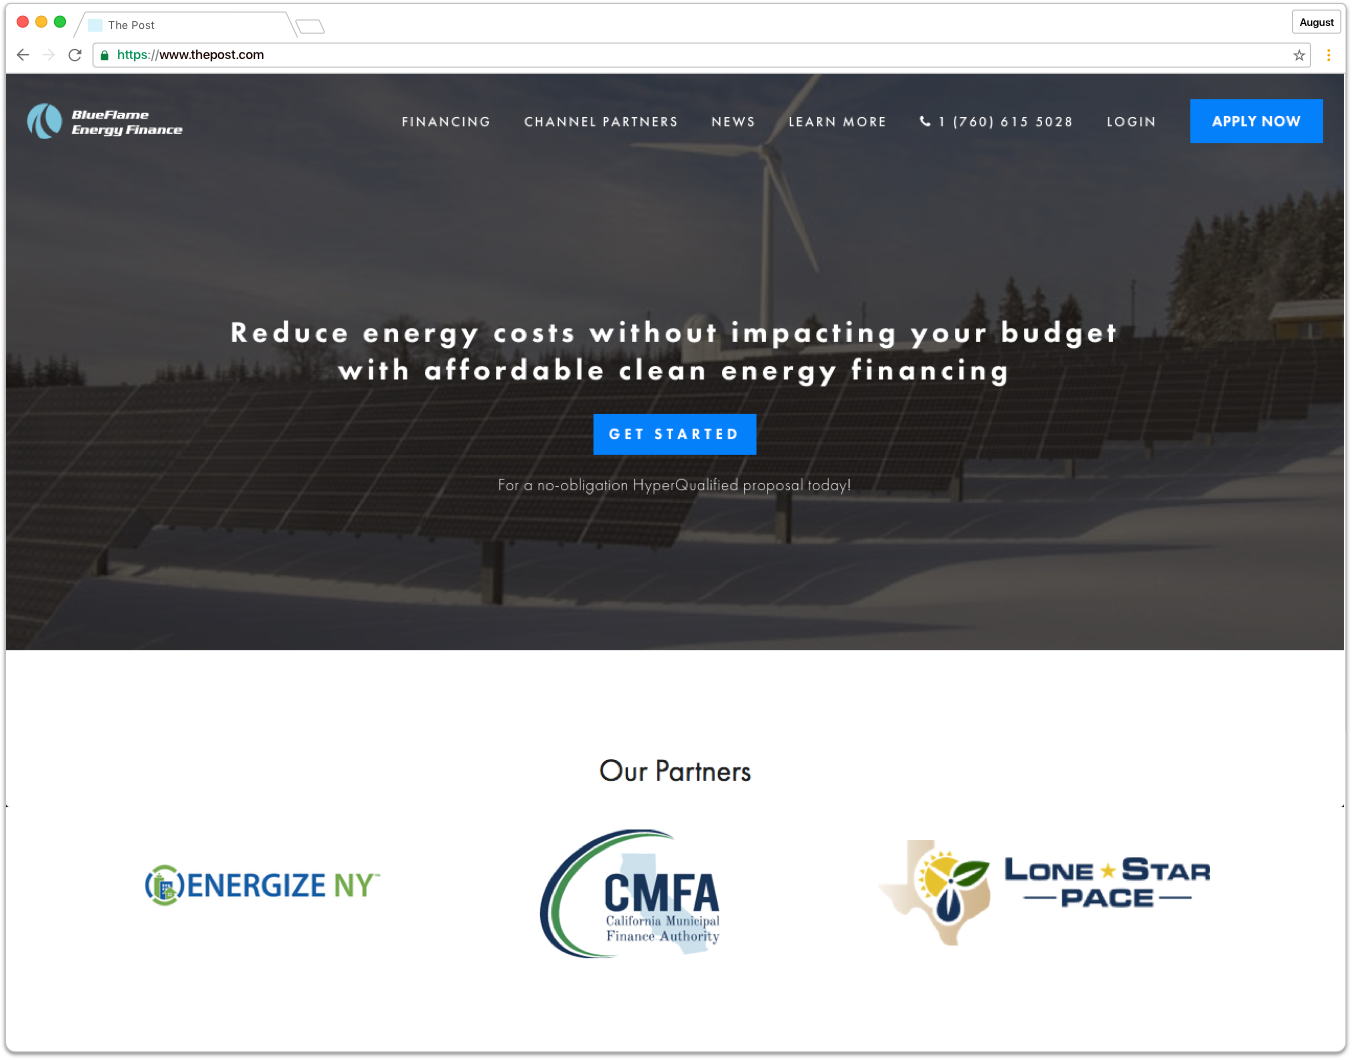 The Post
August
https://www.thepost.com
BlueFlame
Energy Finance
FINANCING
CHANNEL PARTNERS
NEWS
LEARN MORE
1 (760) 615 5028
LOGIN
APPLY NOW
Reduce energy costs without impacting your budget
with affordable clean energy financing
GET STARTED
For a no-obligation HyperQualified proposal today!
Our Partners
ENERGIZE NY™
CMFA
California Municipal
Finance Authority
LONE STAR
PACE